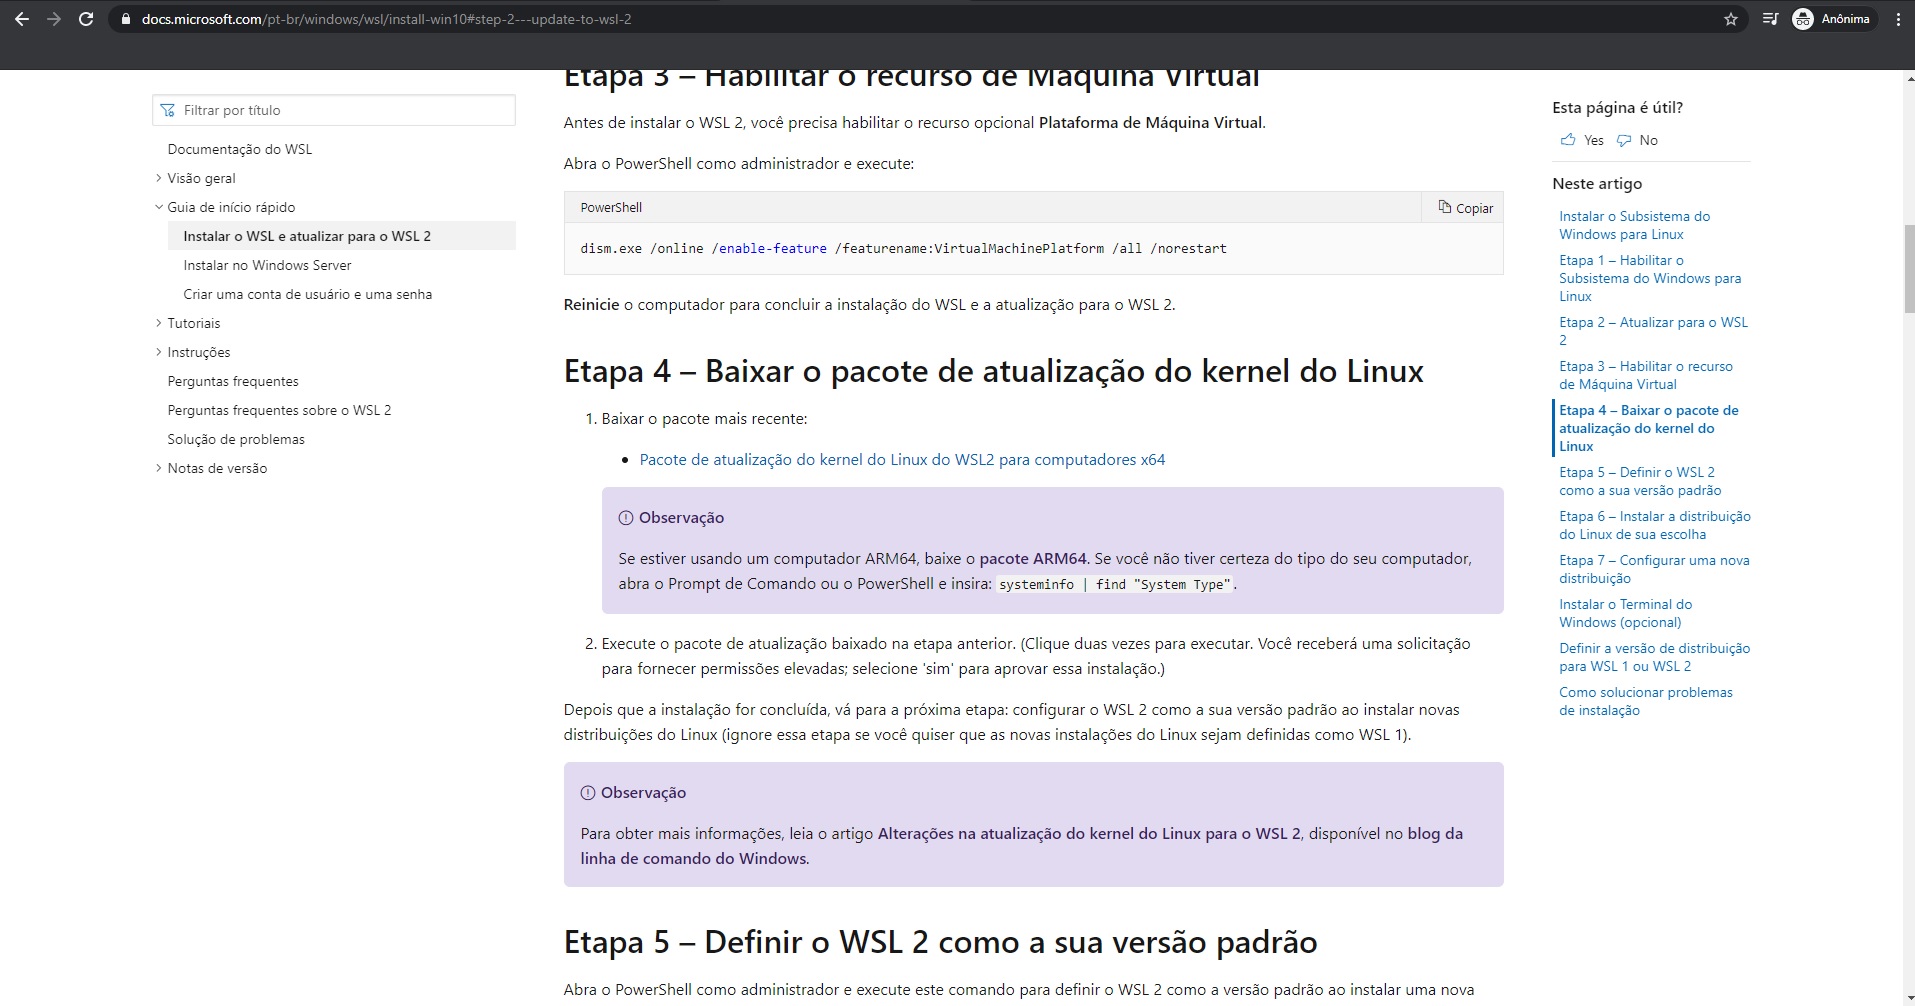 docs.microsoft.com/pt-br/windows/wsl/install-win10#step-2---update-to-wsl-2
Anônima
Filtrar por título
Documentação do WSL
Visão geral
Guia de início rápido
Instalar o WSL e atualizar para o WSL 2
Instalar no Windows Server
Criar uma conta de usuário e uma senha
Tutoriais
Instruções
Perguntas frequentes
Perguntas frequentes sobre o WSL 2
Solução de problemas
Notas de versão
Etapa 3 – Habilitar o recurso de Máquina Virtual
Antes de instalar o WSL 2, você precisa habilitar o recurso opcional Plataforma de Máquina Virtual.
Abra o PowerShell como administrador e execute:
PowerShell
Copiar
dism.exe /online /enable-feature /featurename:VirtualMachinePlatform /all /norestart
Reinicie o computador para concluir a instalação do WSL e a atualização para o WSL 2.
Etapa 4 – Baixar o pacote de atualização do kernel do Linux
1. Baixar o pacote mais recente:
• Pacote de atualização do kernel do Linux do WSL2 para computadores x64
Observação
Se estiver usando um computador ARM64, baixe o pacote ARM64. Se você não tiver certeza do tipo do seu computador,
abra o Prompt de Comando ou o PowerShell e insira: systeminfo | find "System Type".
2. Execute o pacote de atualização baixado na etapa anterior. (Clique duas vezes para executar. Você receberá uma solicitação
para fornecer permissões elevadas; selecione 'sim' para aprovar essa instalação.)
Depois que a instalação for concluída, vá para a próxima etapa: configurar o WSL 2 como a sua versão padrão ao instalar novas
distribuições do Linux (ignore essa etapa se você quiser que as novas instalações do Linux sejam definidas como WSL 1).
Observação
Para obter mais informações, leia o artigo Alterações na atualização do kernel do Linux para o WSL 2, disponível no blog da
linha de comando do Windows.
Etapa 5 – Definir o WSL 2 como a sua versão padrão
Abra o PowerShell como administrador e execute este comando para definir o WSL 2 como a versão padrão ao instalar uma nova
Esta página é útil?
Yes No
Neste artigo
Instalar o Subsistema do
Windows para Linux
Etapa 1 – Habilitar o
Subsistema do Windows para
Linux
Etapa 2 – Atualizar para o WSL
2
Etapa 3 – Habilitar o recurso
de Máquina Virtual
Etapa 4 – Baixar o pacote de
atualização do kernel do
Linux
Etapa 5 – Definir o WSL 2
como a sua versão padrão
Etapa 6 – Instalar a distribuição
do Linux de sua escolha
Etapa 7 – Configurar uma nova
distribuição
Instalar o Terminal do
Windows (opcional)
Definir a versão de distribuição
para WSL 1 ou WSL 2
Como solucionar problemas
de instalação